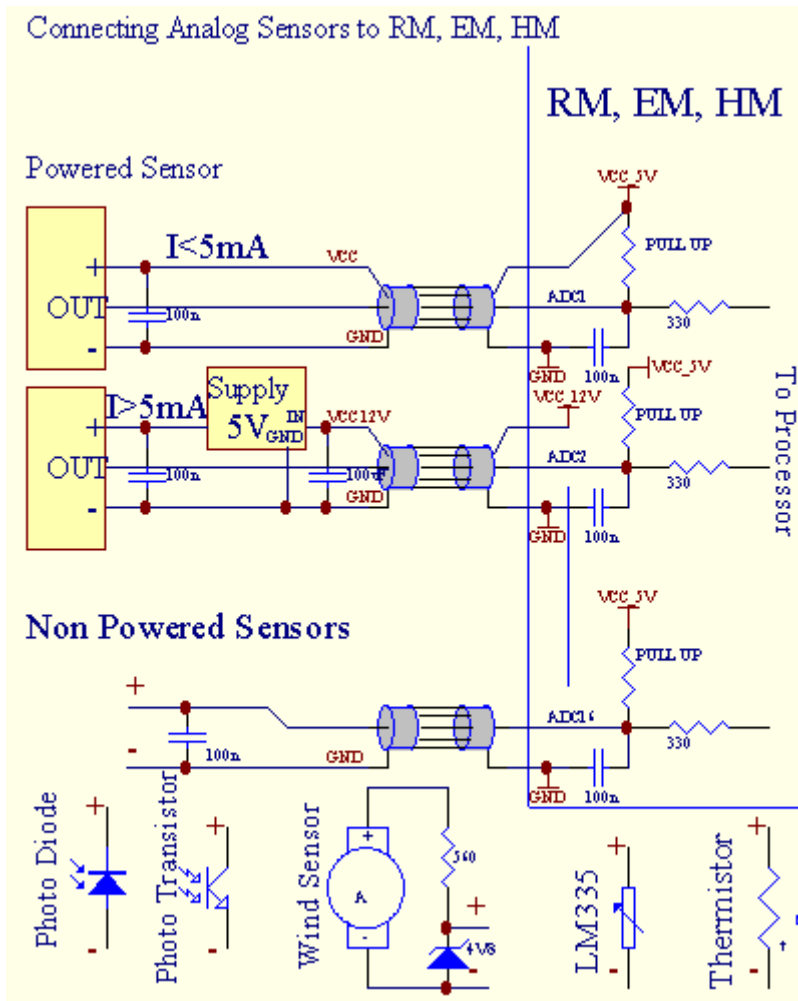 Connecting Analog Sensors to RM, EM, HM
RM, EM, HM
Powered Sensor
VCC_5V
+
I<5mA
VCC
PULL UP
OUT
100n
ADC1
330
-
GND
GND
100n
I>5mA
Supply
5V
IN
GND
VCC12V
VCC_12V
VCC_5V
PULL UP
+
OUT
100n
100n
ADC2
330
-
GND
GND
100n
To Processor
Non Powered Sensors
VCC_5V
PULL UP
+
ADC16
330
-
100n
GND
GND
100n
Photo Diode
+
-
Photo Transistor
+
-
Wind Sensor
+
A
-
560
+
4V8
-
LM335
+
-
Thermistor
+
-
t